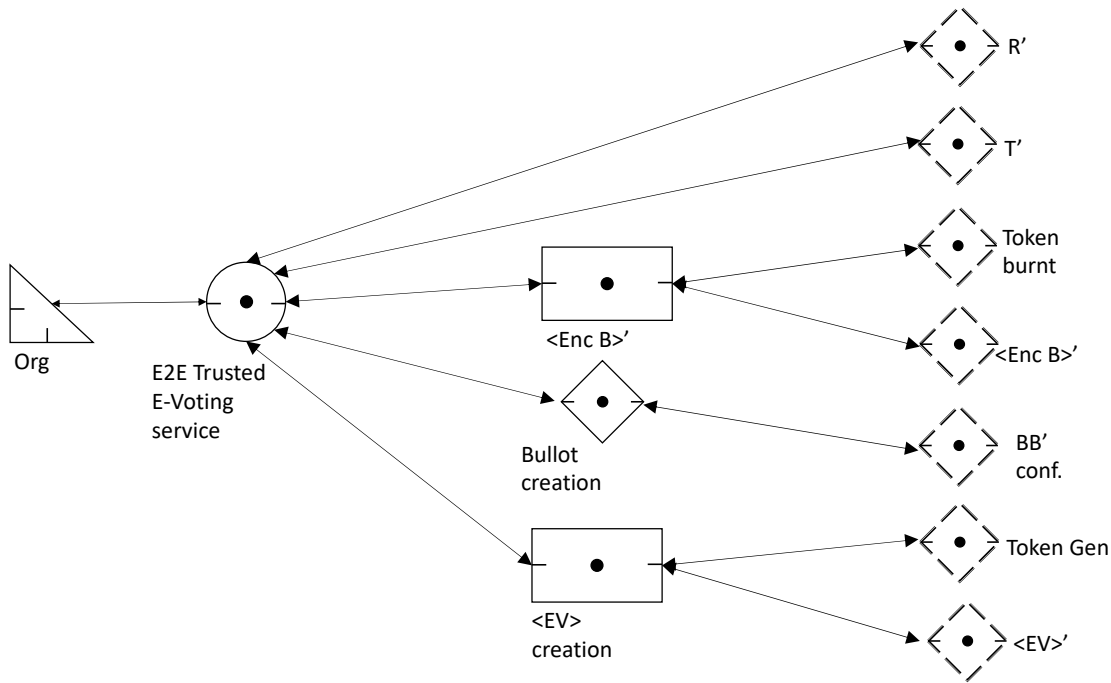 R’
T’
Token
burnt
<Enc B>’
<Enc B>’
Org
E2E Trusted
E-Voting
service
Bullot
creation
BB’
conf.
Token Gen
<EV>
creation
<EV>’